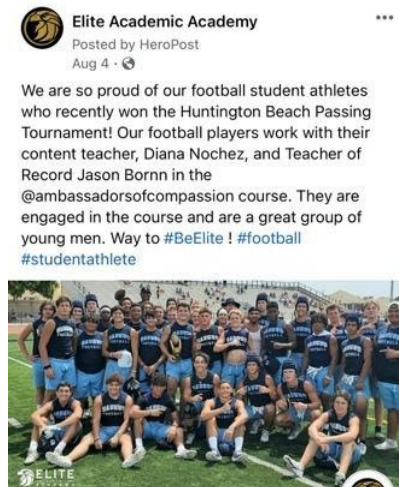 Elite Academic Academy
Posted by HeroPost
Aug 4 ·
We are so proud of our football student athletes
who recently won the Huntington Beach Passing
Tournament! Our football players work with their
content teacher, Diana Nochez, and Teacher of
Record Jason Bornn in the
@ambassadorsofcompassion course. They are
engaged in the course and are a great group of
young men. Way to #BeElite ! #football
#studentathlete
ELITE